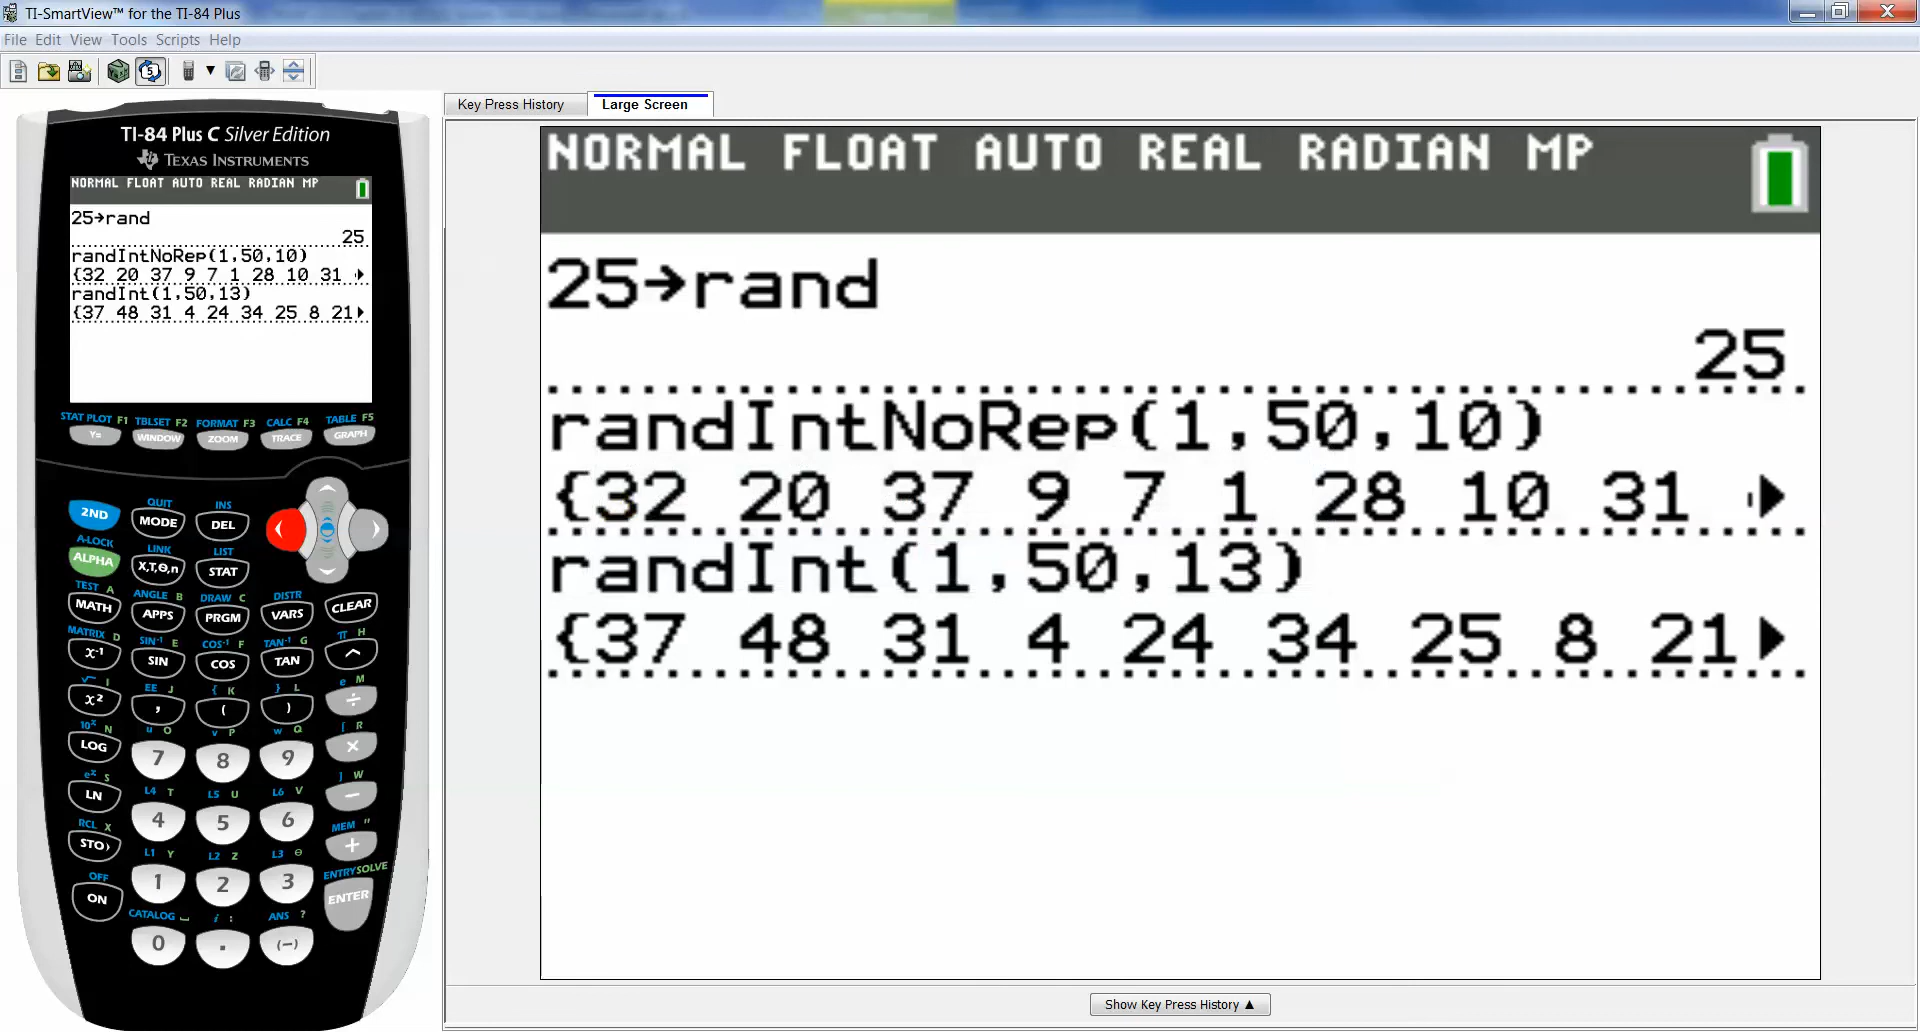 TI-SmartView™ for the TI-84 Plus
File Edit View Tools Scripts Help
Key Press History
Large Screen
TI-84 Plus C Silver Edition
TEXAS INSTRUMENTS
NORMAL FLOAT AUTO REAL RADIAN MP
25→rand
25
randIntNoRep(1,50,10)
{32 20 37 9 7 1 28 10 31
randInt(1,50,13)
{37 48 31 4 24 34 25 8 21
STAT PLOT F1 TBLSET F2 FORMAT F3 CALC F4 TABLE F5
Y= WINDOW ZOOM TRACE GRAPH
QUIT INS
2ND MODE DEL
A-LOCK LINK LIST
ALPHA X,T,Θ,n STAT
TEST A ANGLE B DRAW C DISTR
MATH APPS PRGM VARS CLEAR
MATRIX D SIN⁻¹ E COS⁻¹ F TAN⁻¹ G π H
x⁻¹ SIN COS TAN ^
√ I EE J { K } L e M
x² , ( ) ÷
10ˣ N u O v P w Q [ R
LOG 7 8 9 ×
eˣ S L4 T L5 U L6 V ] W
LN 4 5 6 −
RCL X L1 Y L2 Z L3 θ MEM "
STO› 1 2 3 +
OFF CATALOG ⎵ i : ANS ? ENTRY SOLVE
ON 0 . (−) ENTER
NORMAL FLOAT AUTO REAL RADIAN MP
25→rand
25
randIntNoRep(1,50,10)
{32 20 37 9 7 1 28 10 31
randInt(1,50,13)
{37 48 31 4 24 34 25 8 21
Show Key Press History ▲